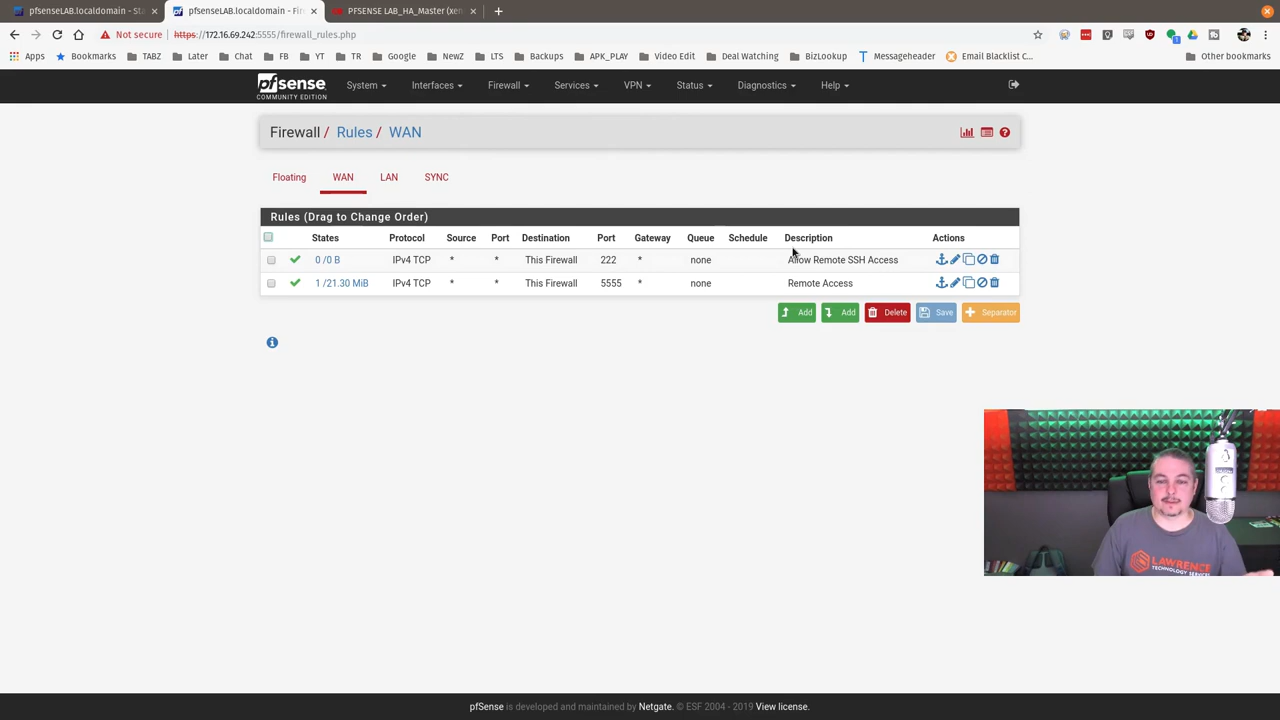 pfsenseLAB.localdomain - Sta
pfsenseLAB.localdomain - Fire
PFSENSE LAB_HA_Master (xen
Not secure
https://172.16.69.242:5555/firewall_rules.php
Apps
Bookmarks
TABZ
Later
Chat
FB
YT
TR
Google
NewZ
LTS
Backups
APK_PLAY
Video Edit
Deal Watching
BizLookup
Messageheader
Email Blacklist C...
Other bookmarks
pfsense
COMMUNITY EDITION
System
Interfaces
Firewall
Services
VPN
Status
Diagnostics
Help
Firewall / Rules / WAN
Floating
WAN
LAN
SYNC
Rules (Drag to Change Order)
States Protocol Source Port Destination Port Gateway Queue Schedule Description Actions
0 /0 B IPv4 TCP * * This Firewall 222 * none Allow Remote SSH Access
1 /21.30 MiB IPv4 TCP * * This Firewall 5555 * none Remote Access
Add
Add
Delete
Save
Separator
LAWRENCE
TECHNOLOGY SERVICES
pfSense is developed and maintained by Netgate. © ESF 2004 - 2019 View license.